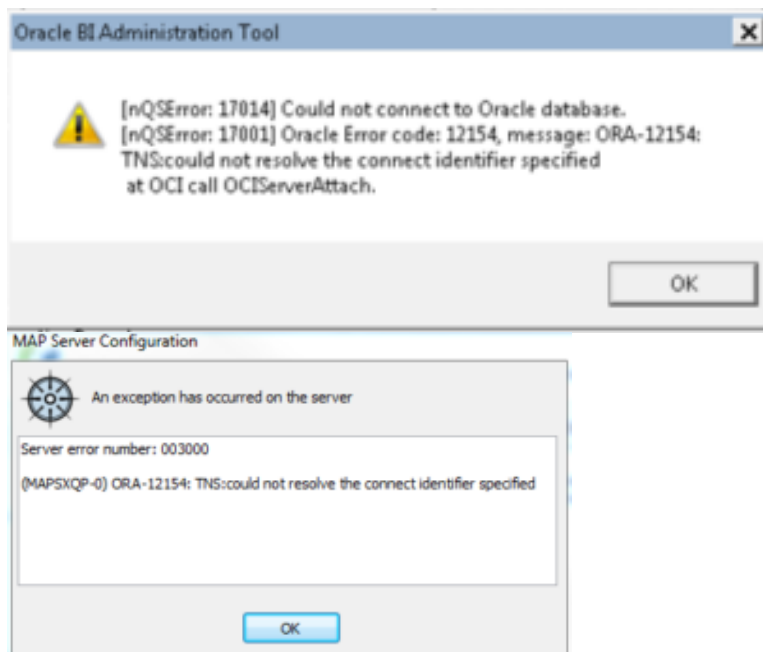 Oracle BI Administration Tool
[nQSError: 17014] Could not connect to Oracle database.
[nQSError: 17001] Oracle Error code: 12154, message: ORA-12154:
TNS:could not resolve the connect identifier specified
at OCI call OCIServerAttach.
OK
MAP Server Configuration
An exception has occurred on the server
Server error number: 003000
(MAPSXQP-0) ORA-12154: TNS:could not resolve the connect identifier specified
OK